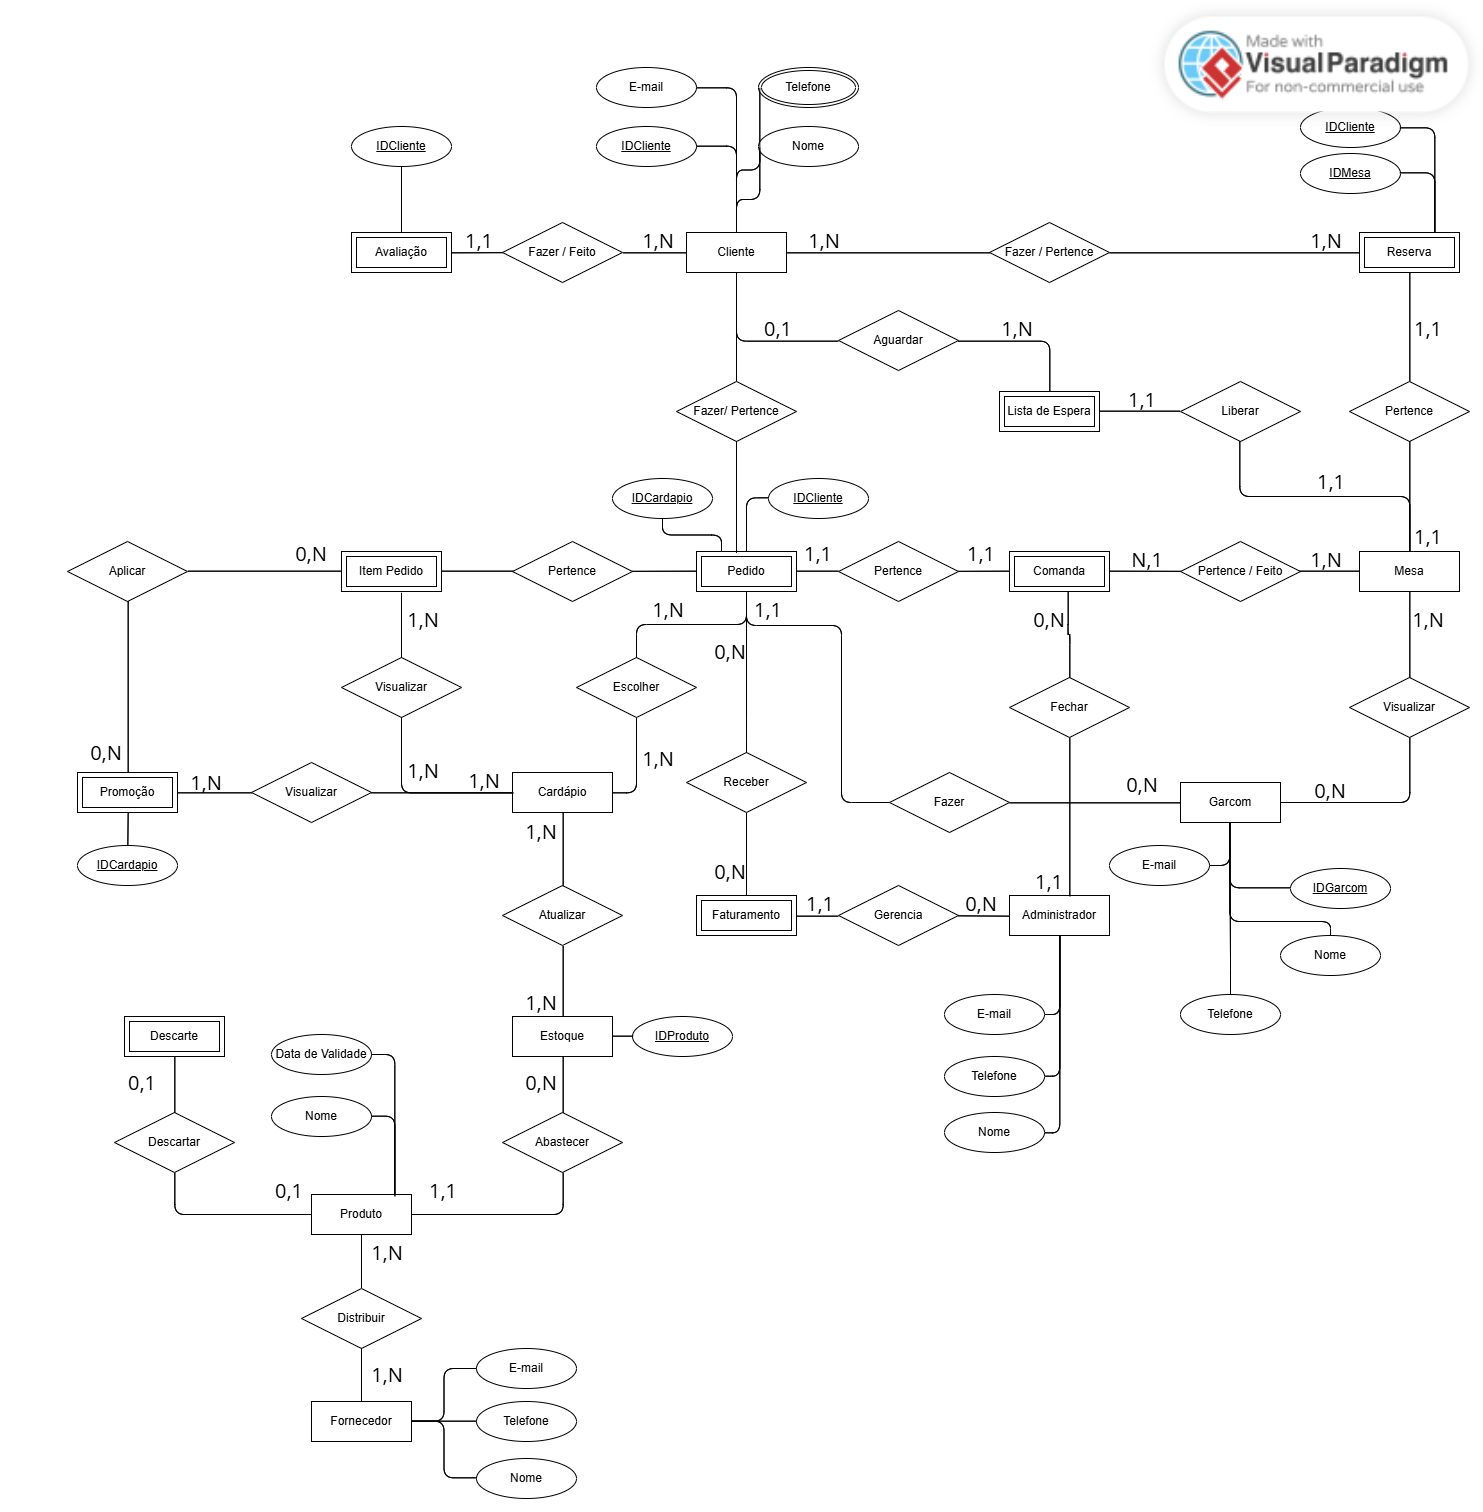 Made with
VisualParadigm
For non-commercial use
E-mail
Telefone
IDCliente
IDCliente
IDCliente
Nome
IDMesa
Avaliação
1,1
Fazer / Feito
1,N
Cliente
1,N
Fazer / Pertence
1,N
Reserva
0,1
Aguardar
1,N
1,1
Fazer/ Pertence
Lista de Espera
1,1
Liberar
Pertence
1,1
IDCardapio
IDCliente
Aplicar
0,N
Item Pedido
Pertence
Pedido
1,1
Pertence
1,1
Comanda
N,1
Pertence / Feito
1,N
1,1
Mesa
1,N
1,N
1,1
0,N
1,N
0,N
Visualizar
Escolher
Fechar
Visualizar
0,N
1,N
1,N
1,N
1,N
Promoção
Visualizar
Cardápio
Receber
Fazer
0,N
Garcom
0,N
1,N
IDCardapio
E-mail
0,N
1,1
IDGarcom
Atualizar
Faturamento
1,1
Gerencia
0,N
Administrador
Nome
1,N
E-mail
Telefone
Descarte
Data de Validade
Estoque
IDProduto
0,1
0,N
Telefone
Nome
Descartar
Abastecer
Nome
0,1
1,1
Produto
1,N
Distribuir
1,N
E-mail
Fornecedor
Telefone
Nome